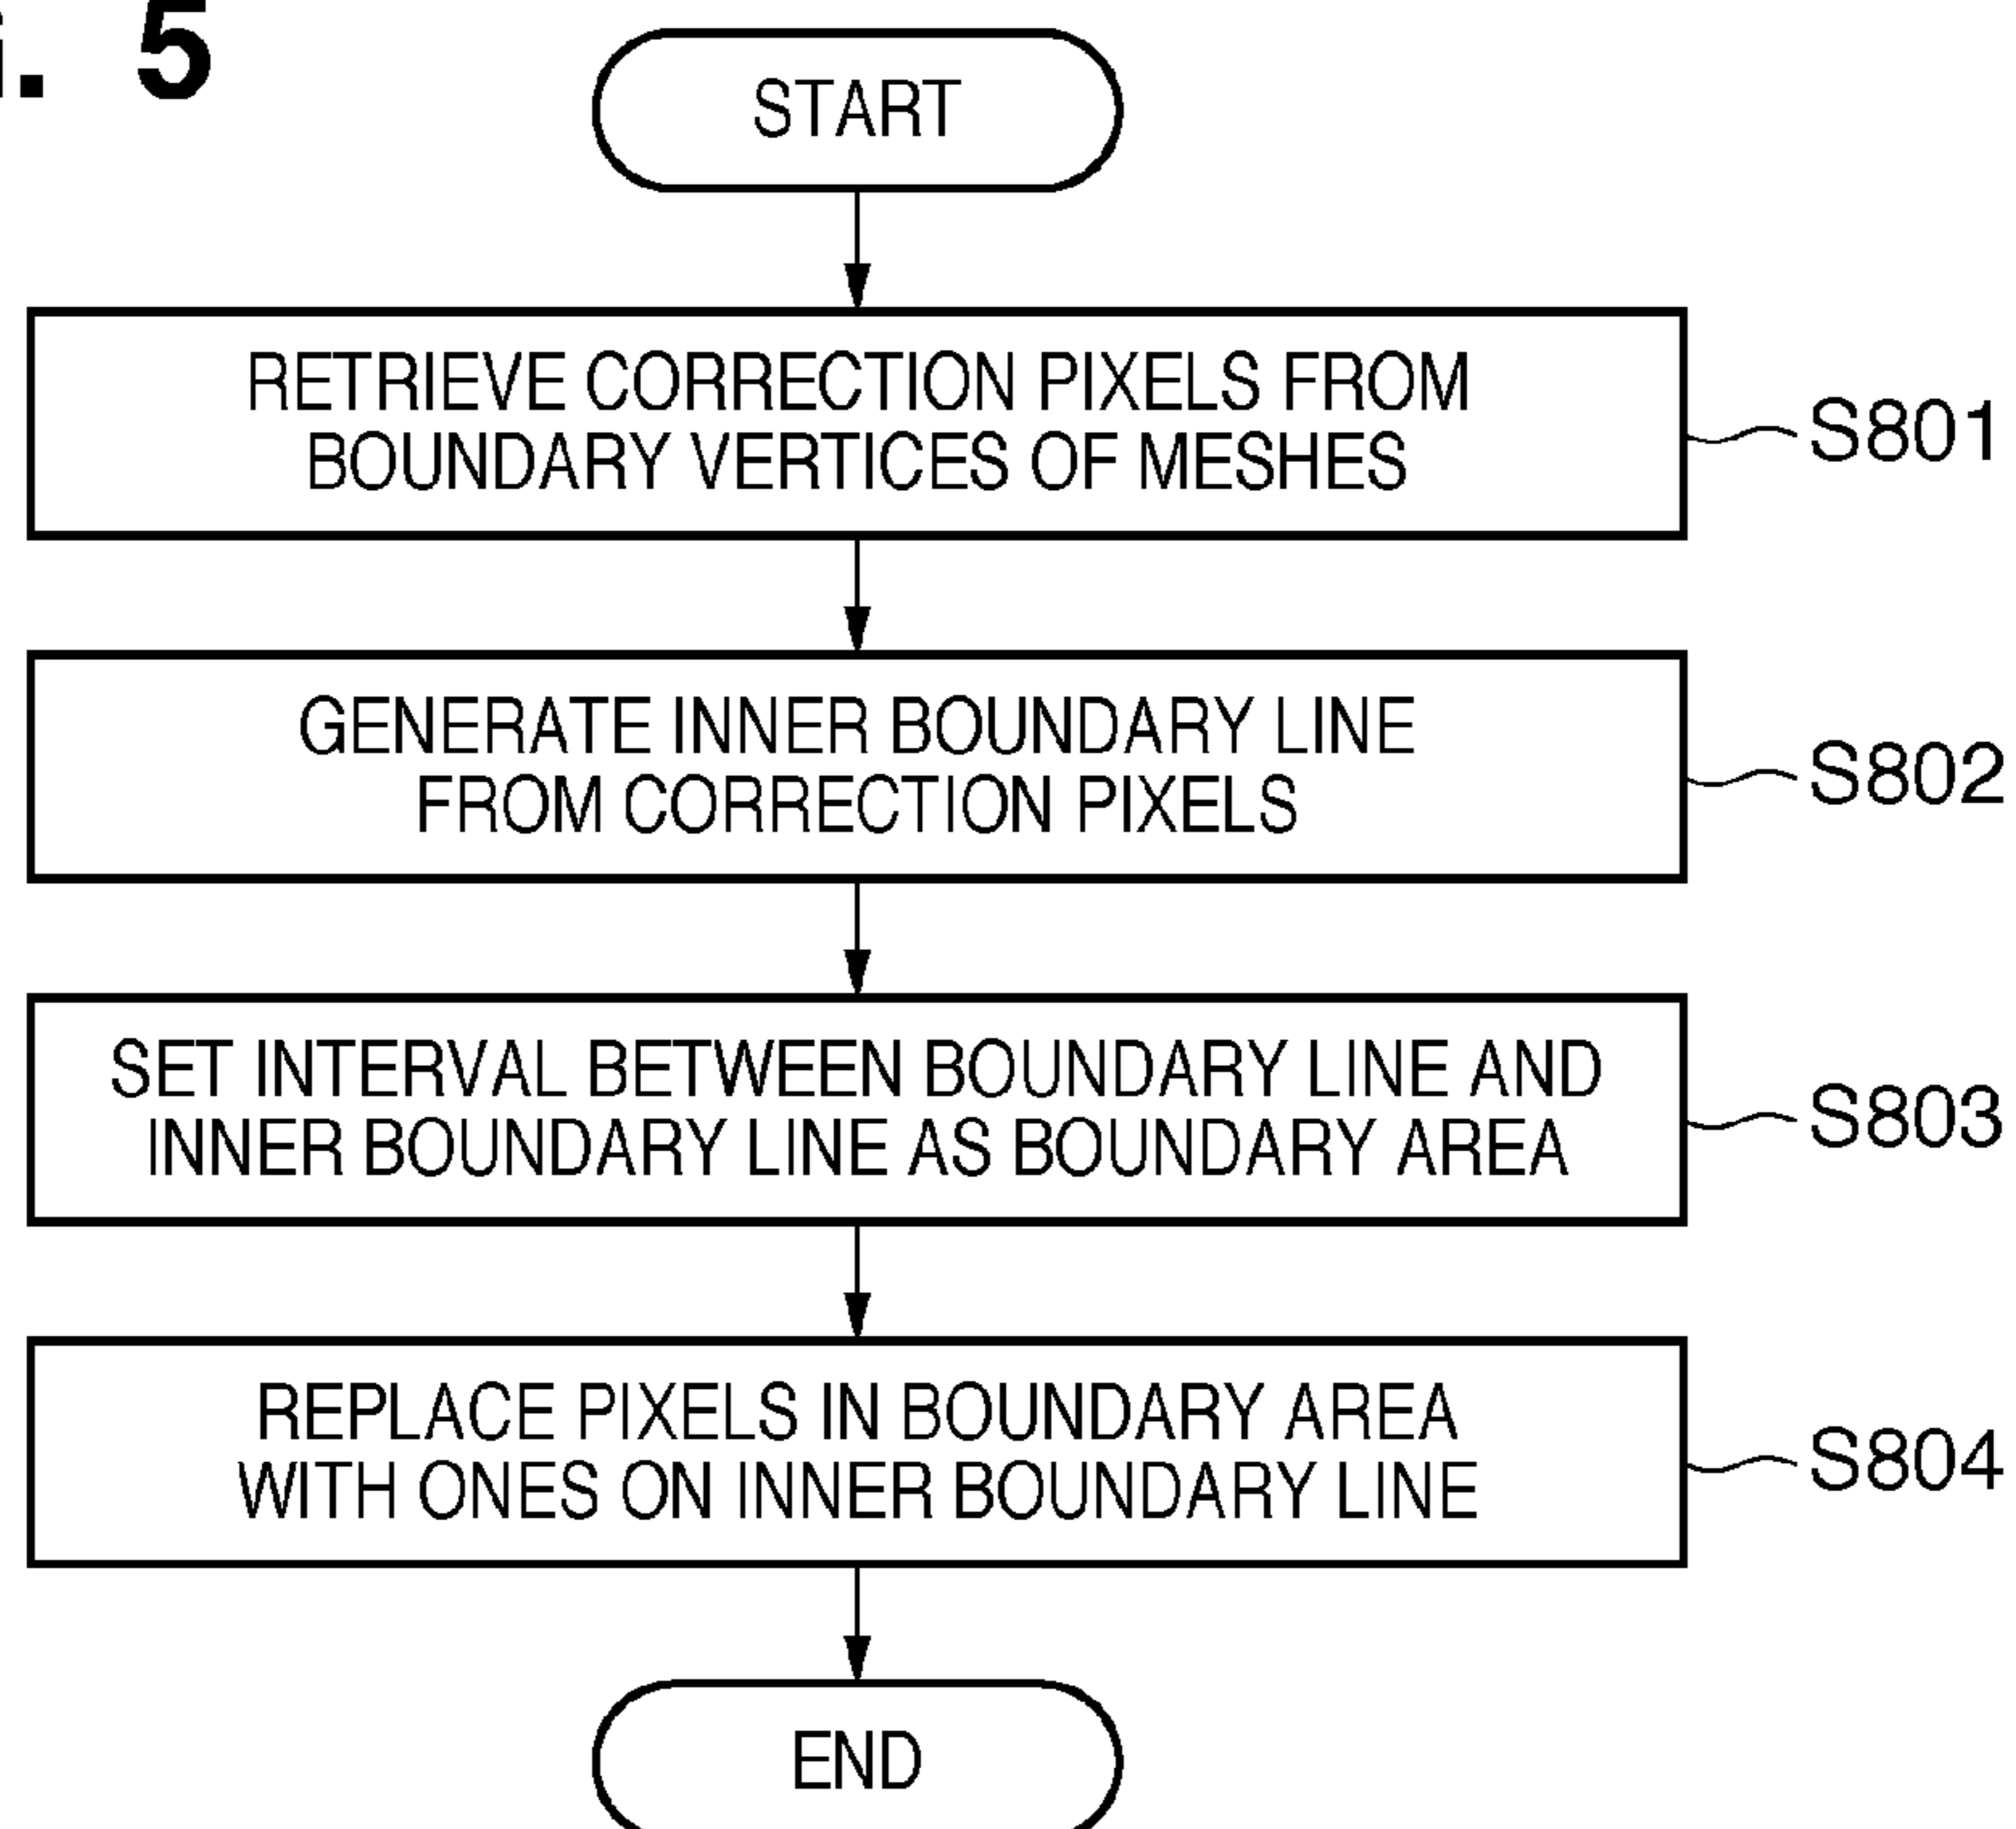 . 5
START
RETRIEVE CORRECTION PIXELS FROM
BOUNDARY VERTICES OF MESHES
S801
GENERATE INNER BOUNDARY LINE
FROM CORRECTION PIXELS
S802
SET INTERVAL BETWEEN BOUNDARY LINE AND
INNER BOUNDARY LINE AS BOUNDARY AREA
S803
REPLACE PIXELS IN BOUNDARY AREA
WITH ONES ON INNER BOUNDARY LINE
S804
END